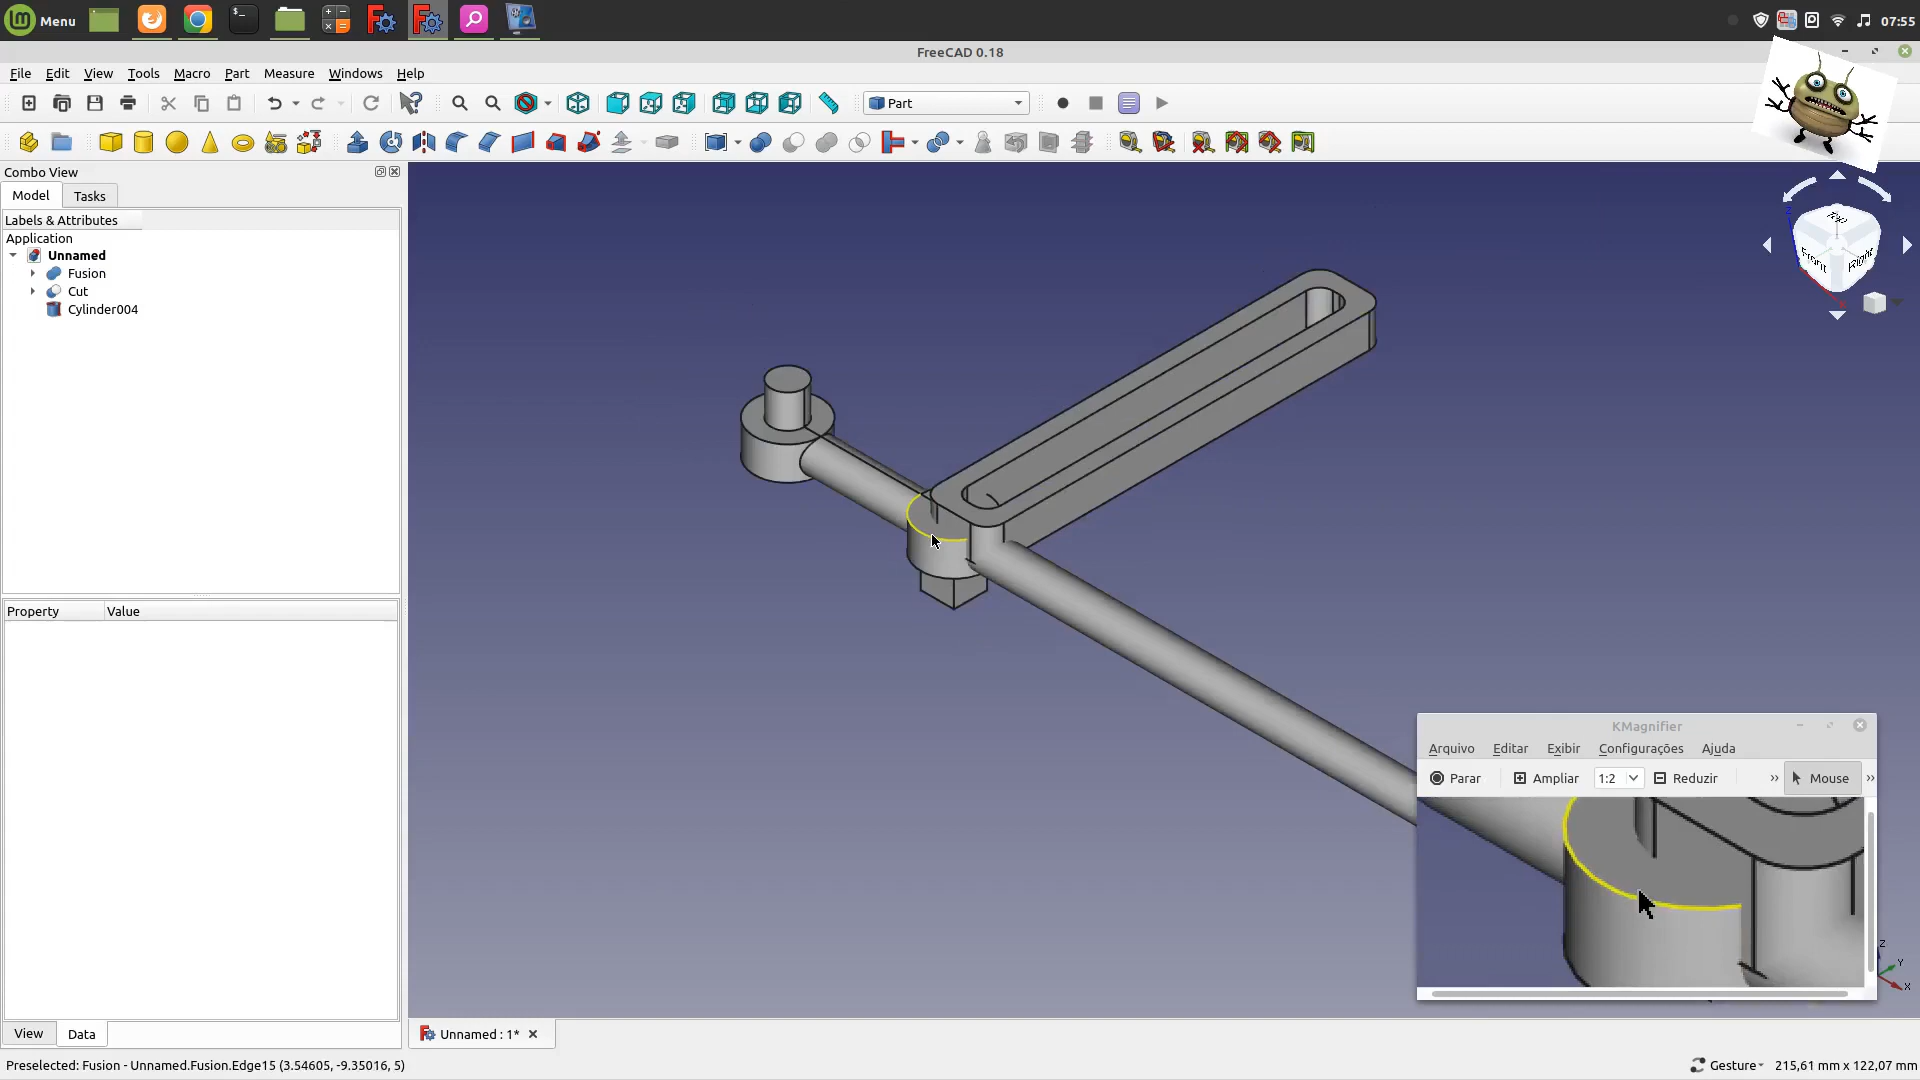 Menu
07:55
FreeCAD 0.18
File Edit View Tools Macro Part Measure Windows Help
Part
Combo View
Model Tasks
Labels & Attributes
Application
Unnamed
Fusion
Cut
Cylinder004
Top
Front
Right
Property Value
KMagnifier
Arquivo Editar Exibir Configurações Ajuda
Parar Ampliar 1:2 Reduzir » Mouse »
Z
Y
X
View Data
Unnamed : 1*
Preselected: Fusion - Unnamed.Fusion.Edge15 (3.54605, -9.35016, 5)
Gesture 215,61 mm x 122,07 mm